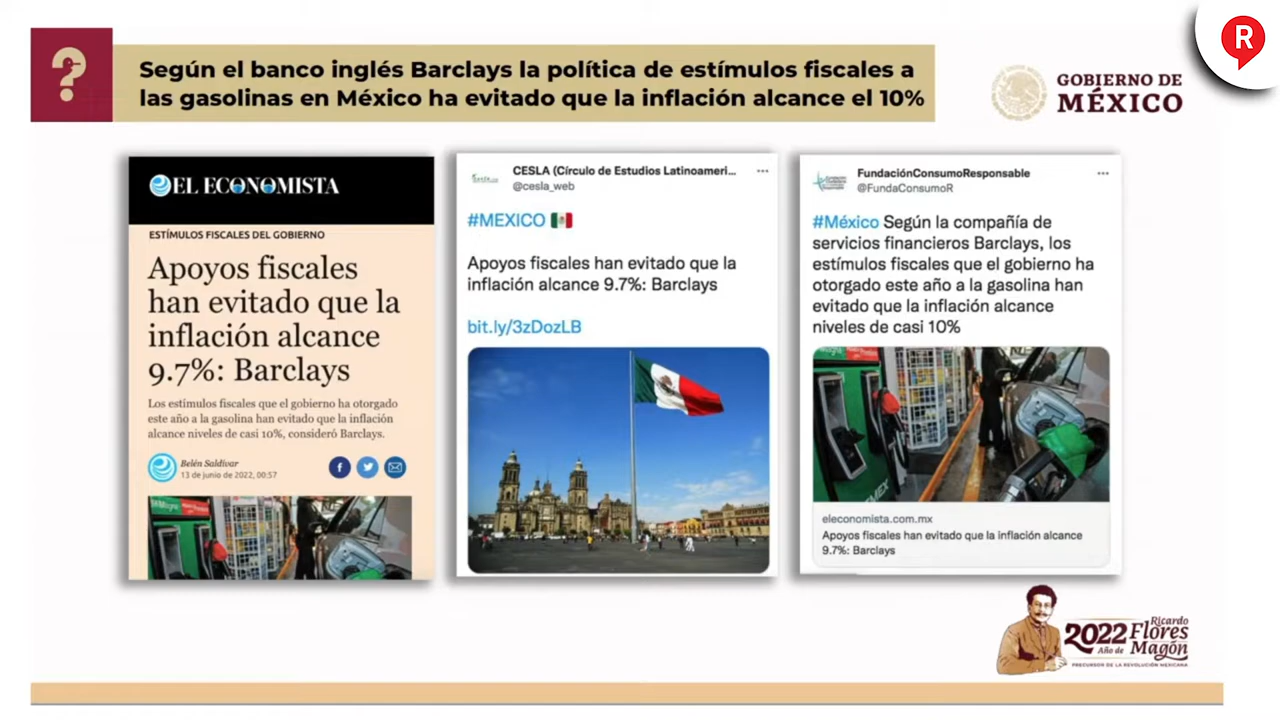 ?
Según el banco inglés Barclays la política de estímulos fiscales a
las gasolinas en México ha evitado que la inflación alcance el 10%
GOBIERNO DE
MÉXICO
R
EL ECONOMISTA
ESTÍMULOS FISCALES DEL GOBIERNO
Apoyos fiscales
han evitado que la
inflación alcance
9.7%: Barclays
Los estímulos fiscales que el gobierno ha otorgado
este año a la gasolina han evitado que la inflación
alcance niveles de casi 10%, consideró Barclays.
Belén Saldívar
13 de junio de 2022, 00:57
CESLA (Círculo de Estudios Latinoameri...
@cesla_web
#MEXICO
Apoyos fiscales han evitado que la
inflación alcance 9.7%: Barclays
bit.ly/3zDozLB
FundaciónConsumoResponsable
@FundaConsumoR
#México Según la compañía de
servicios financieros Barclays, los
estímulos fiscales que el gobierno ha
otorgado este año a la gasolina han
evitado que la inflación alcance
niveles de casi 10%
eleconomista.com.mx
Apoyos fiscales han evitado que la inflación alcance
9.7%: Barclays
2022 Ricardo
Flores
Año de Magón
PRECURSOR DE LA REVOLUCIÓN MEXICANA